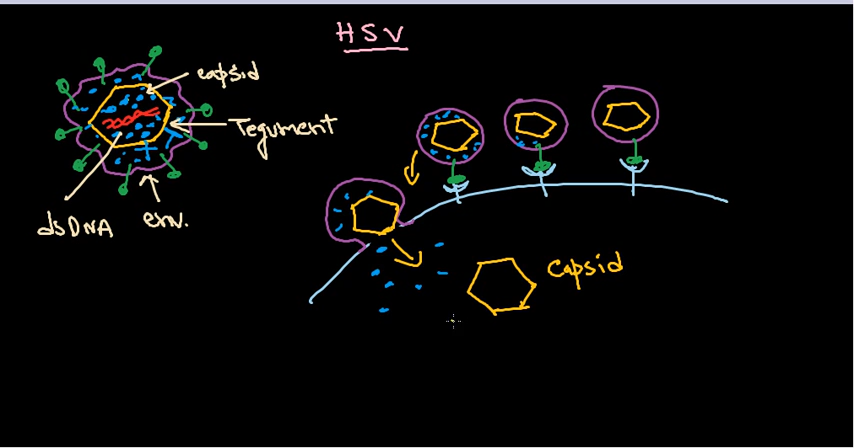 HSV
capsid
Tegument
dsDNA
env.
Capsid